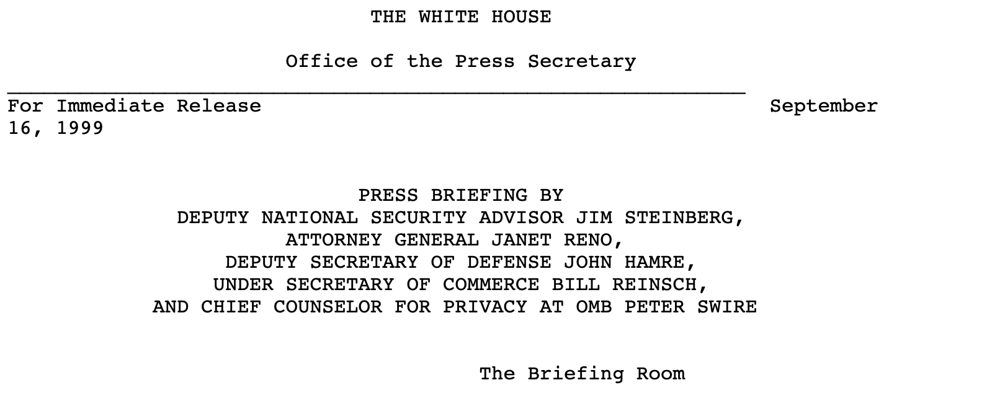 THE WHITE HOUSE
Office of the Press Secretary
For Immediate Release September
16, 1999
PRESS BRIEFING BY
DEPUTY NATIONAL SECURITY ADVISOR JIM STEINBERG,
ATTORNEY GENERAL JANET RENO,
DEPUTY SECRETARY OF DEFENSE JOHN HAMRE,
UNDER SECRETARY OF COMMERCE BILL REINSCH,
AND CHIEF COUNSELOR FOR PRIVACY AT OMB PETER SWIRE
The Briefing Room